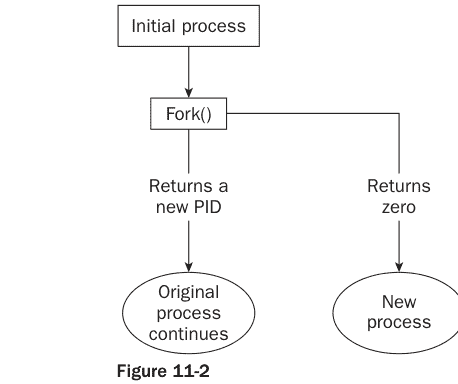 Initial process
Fork()
Returns a
new PID
Returns
zero
Original
process
continues
New
process
Figure 11-2